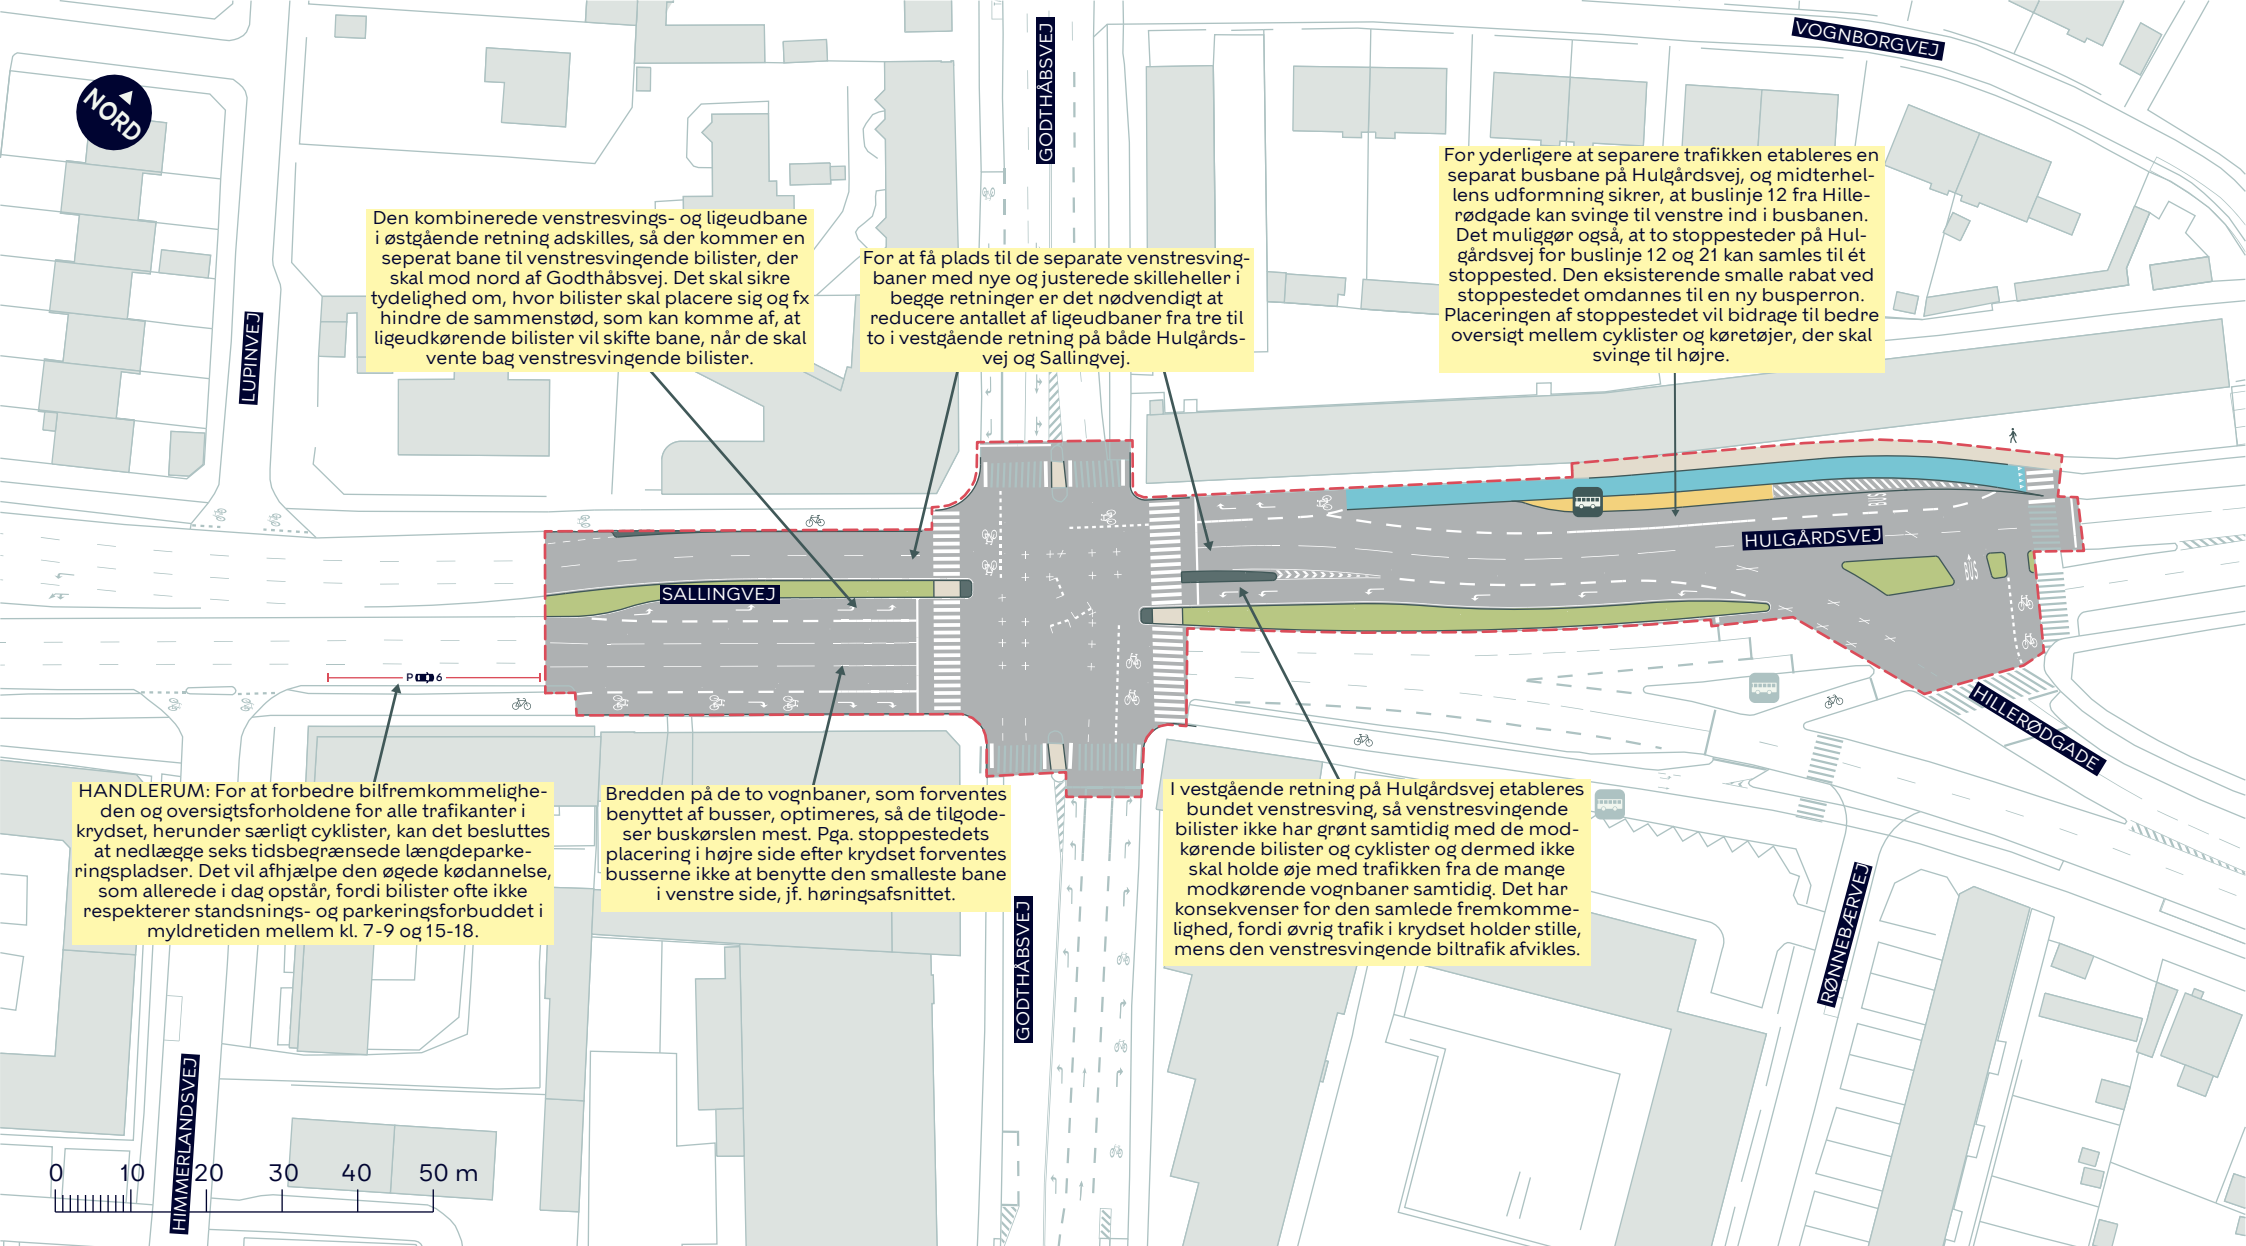 NORD
GODTHÅBSVEJ
VOGNBORGVEJ
LUPINVEJ
Den kombinerede venstresvings- og ligeudbane
i østgående retning adskilles, så der kommer en
seperat bane til venstresvingende bilister, der
skal mod nord af Godthåbsvej. Det skal sikre
tydelighed om, hvor bilister skal placere sig og fx
hindre de sammenstød, som kan komme af, at
ligeudkørende bilister vil skifte bane, når de skal
vente bag venstresvingende bilister.
For at få plads til de separate venstresving-
baner med nye og justerede skilleheller i
begge retninger er det nødvendigt at
reducere antallet af ligeudbaner fra tre til
to i vestgående retning på både Hulgårds-
vej og Sallingvej.
For yderligere at separere trafikken etableres en
separat busbane på Hulgårdsvej, og midterhel-
lens udformning sikrer, at buslinje 12 fra Hille-
rødgade kan svinge til venstre ind i busbanen.
Det muliggør også, at to stoppesteder på Hul-
gårdsvej for buslinje 12 og 21 kan samles til ét
stoppested. Den eksisterende smalle rabat ved
stoppestedet omdannes til en ny busperron.
Placeringen af stoppestedet vil bidrage til bedre
oversigt mellem cyklister og køretøjer, der skal
svinge til højre.
BUS
HULGÅRDSVEJ
BUS
SALLINGVEJ
P 6
HILLERØDGADE
HANDLERUM: For at forbedre bilfremkommelighe-
den og oversigtsforholdene for alle trafikanter i
krydset, herunder særligt cyklister, kan det besluttes
at nedlægge seks tidsbegrænsede længdeparke-
ringspladser. Det vil afhjælpe den øgede kødannelse,
som allerede i dag opstår, fordi bilister ofte ikke
respekterer standsnings- og parkeringsforbuddet i
myldretiden mellem kl. 7-9 og 15-18.
Bredden på de to vognbaner, som forventes
benyttet af busser, optimeres, så de tilgode-
ser buskørslen mest. Pga. stoppestedets
placering i højre side efter krydset forventes
busserne ikke at benytte den smalleste bane
i venstre side, jf. høringsafsnittet.
I vestgående retning på Hulgårdsvej etableres
bundet venstresving, så venstresvingende
bilister ikke har grønt samtidig med de mod-
kørende bilister og cyklister og dermed ikke
skal holde øje med trafikken fra de mange
modkørende vognbaner samtidig. Det har
konsekvenser for den samlede fremkomme-
lighed, fordi øvrig trafik i krydset holder stille,
mens den venstresvingende biltrafik afvikles.
GODTHÅBSVEJ
RØNNEBÆRVEJ
HIMMERLANDSVEJ
0 10 20 30 40 50 m